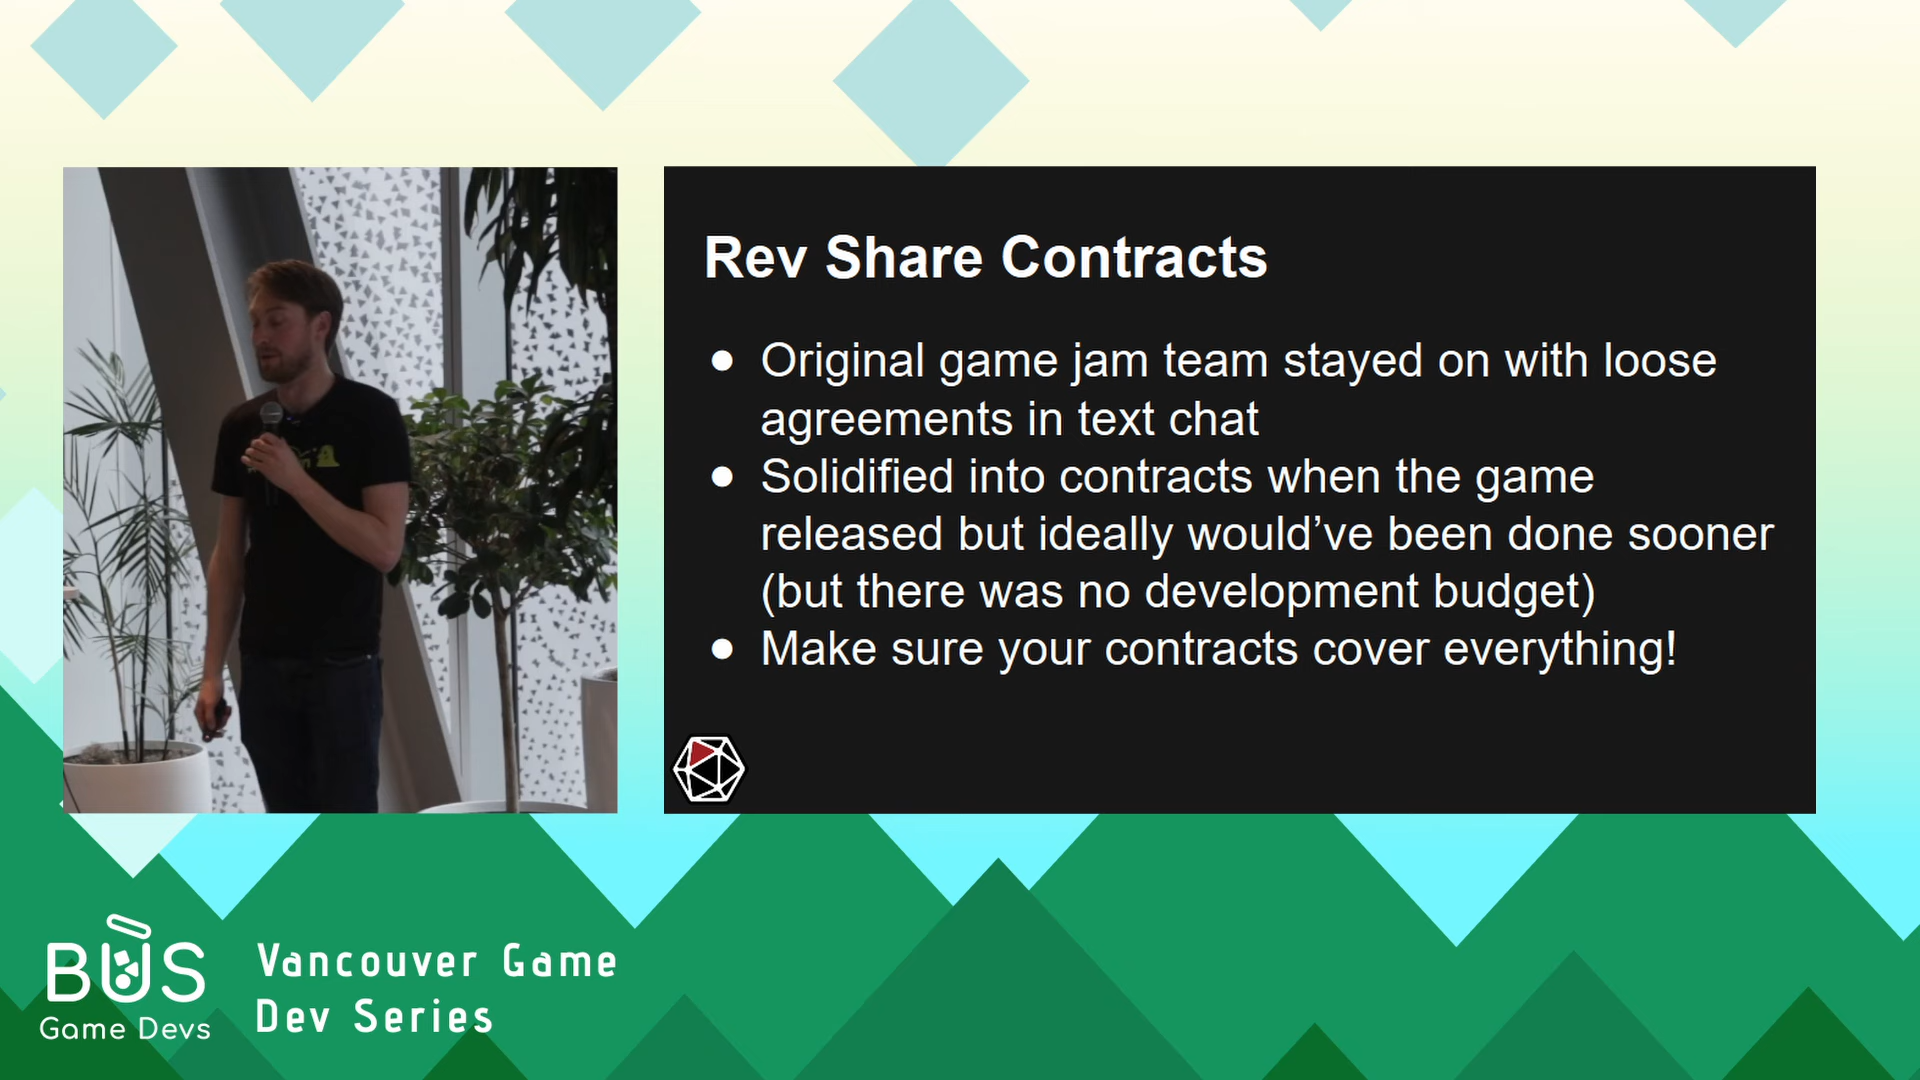 Rev Share Contracts
● Original game jam team stayed on with loose
agreements in text chat
● Solidified into contracts when the game
released but ideally would’ve been done sooner
(but there was no development budget)
● Make sure your contracts cover everything!
BUS
Game Devs
Vancouver Game
Dev Series